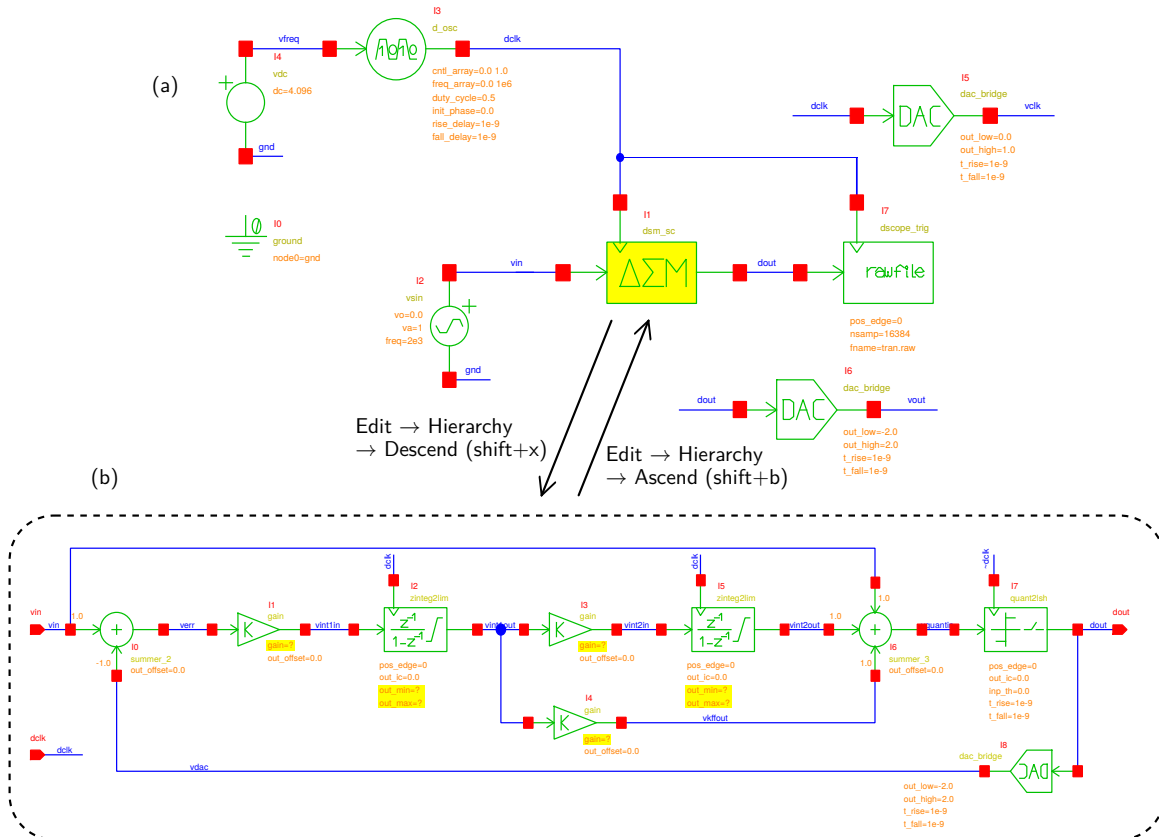 (a)
vfreq
I4
vdc
dc=4.096
gnd
I3
d_osc
cntl_array=0.0 1.0
freq_array=0.0 1e6
duty_cycle=0.5
init_phase=0.0
rise_delay=1e-9
fall_delay=1e-9
dclk
I5
dac_bridge
dclk
DAC
vclk
out_low=0.0
out_high=1.0
t_rise=1e-9
t_fall=1e-9
0
I0
ground
node0=gnd
I1
dsm_sc
ΔΣM
vin
dout
I2
vsin
vo=0.0
va=1
freq=2e3
gnd
I7
dscope_trig
rawfile
pos_edge=0
nsamp=16384
fname=tran.raw
I6
dac_bridge
dout
DAC
vout
out_low=-2.0
out_high=2.0
t_rise=1e-9
t_fall=1e-9
Edit → Hierarchy
→ Descend (shift+x)
Edit → Hierarchy
→ Ascend (shift+b)
(b)
vin
vin
1.0
+
-1.0
I0
summer_2
out_offset=0.0
verr
I1
gain
K
gain=?
out_offset=0.0
vint1in
dclk
I2
zinteg2lim
z⁻¹
1-z⁻¹
pos_edge=0
out_ic=0.0
out_min=?
out_max=?
I3
gain
K
gain=?
out_offset=0.0
vint2in
I4
gain
K
gain=?
out_offset=0.0
vkffout
dclk
I5
zinteg2lim
z⁻¹
1-z⁻¹
pos_edge=0
out_ic=0.0
out_min=?
out_max=?
vint2out
1.0
1.0
+
1.0
I6
summer_3
out_offset=0.0
quantin
~dclk
I7
quant2lsh
pos_edge=0
out_ic=0.0
inp_th=0.0
t_rise=1e-9
t_fall=1e-9
dout
dout
dclk
dclk
vdac
I8
dac_bridge
DAC
out_low=-2.0
out_high=2.0
t_rise=1e-9
t_fall=1e-9